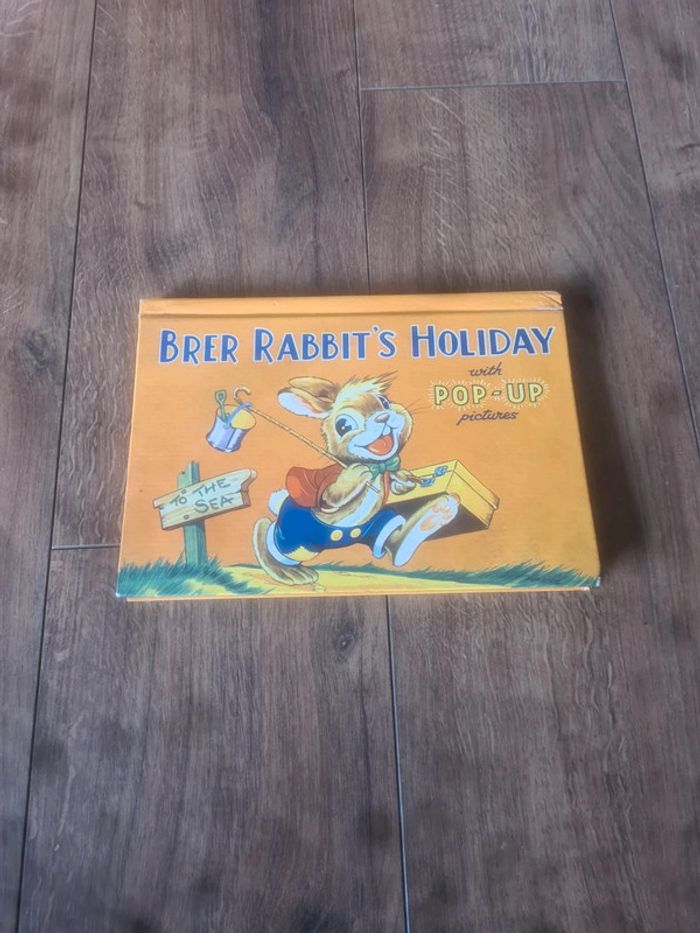 BRER RABBIT'S HOLIDAY
with
POP-UP
pictures
TO THE
SEA